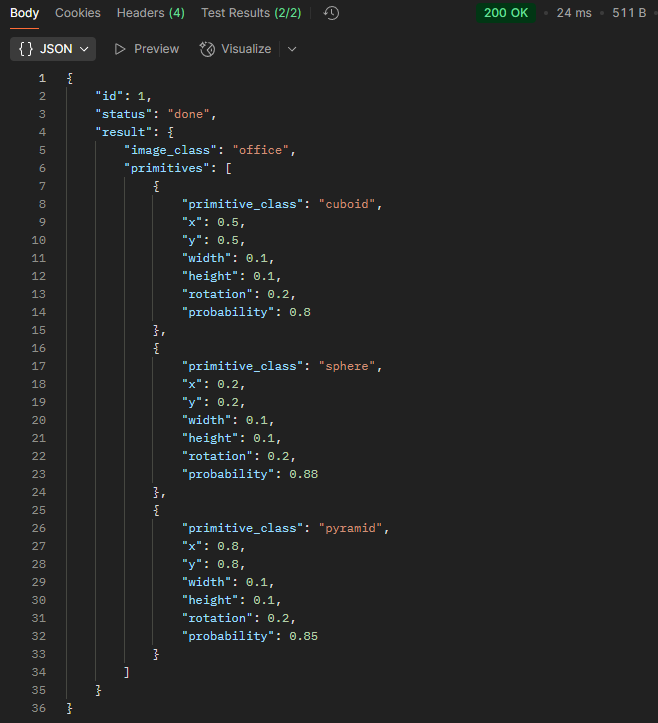 Body Cookies Headers (4) Test Results (2/2) 200 OK • 24 ms • 511 B
{} JSON Preview Visualize
1 {
2     "id": 1,
3     "status": "done",
4     "result": {
5         "image_class": "office",
6         "primitives": [
7             {
8                 "primitive_class": "cuboid",
9                 "x": 0.5,
10                 "y": 0.5,
11                 "width": 0.1,
12                 "height": 0.1,
13                 "rotation": 0.2,
14                 "probability": 0.8
15             },
16             {
17                 "primitive_class": "sphere",
18                 "x": 0.2,
19                 "y": 0.2,
20                 "width": 0.1,
21                 "height": 0.1,
22                 "rotation": 0.2,
23                 "probability": 0.88
24             },
25             {
26                 "primitive_class": "pyramid",
27                 "x": 0.8,
28                 "y": 0.8,
29                 "width": 0.1,
30                 "height": 0.1,
31                 "rotation": 0.2,
32                 "probability": 0.85
33             }
34         ]
35     }
36 }